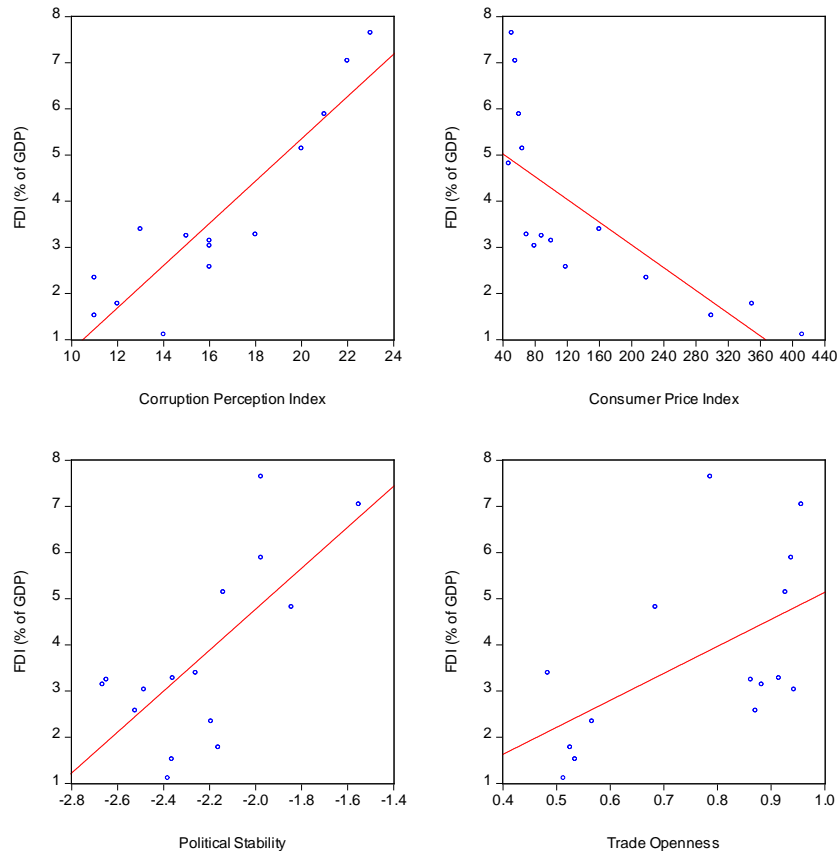 8
7
6
5
4
3
2
1
FDI (% of GDP)
10 12 14 16 18 20 22 24
Corruption Perception Index
8
7
6
5
4
3
2
1
FDI (% of GDP)
40 80 120 160 200 240 280 320 360 400 440
Consumer Price Index
8
7
6
5
4
3
2
1
FDI (% of GDP)
-2.8 -2.6 -2.4 -2.2 -2.0 -1.8 -1.6 -1.4
Political Stability
8
7
6
5
4
3
2
1
FDI (% of GDP)
0.4 0.5 0.6 0.7 0.8 0.9 1.0
Trade Openness